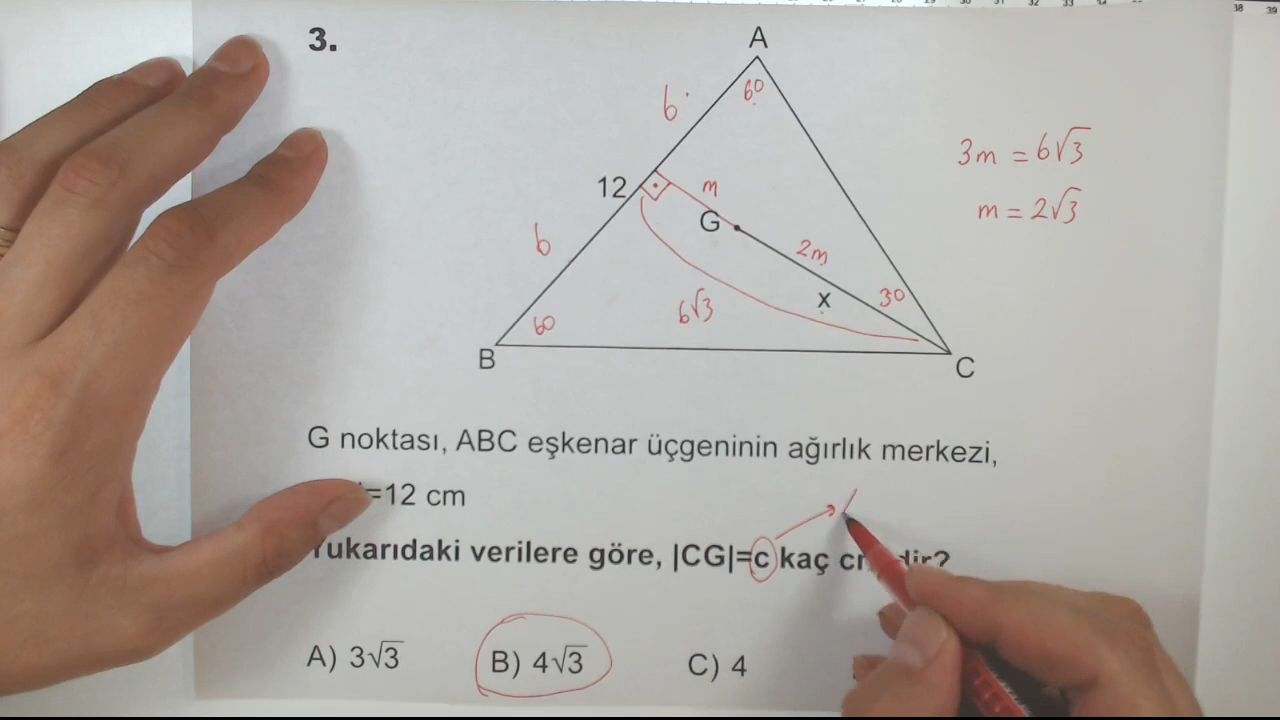 3.
A
6
60
12
m
G
2m
6
x
30
6√3
60
B
C
3m = 6√3
m = 2√3
G noktası, ABC eşkenar üçgeninin ağırlık merkezi,
=12 cm
Yukarıdaki verilere göre, |CG|=c kaç
A) 3√3 B) 4√3 C) 4